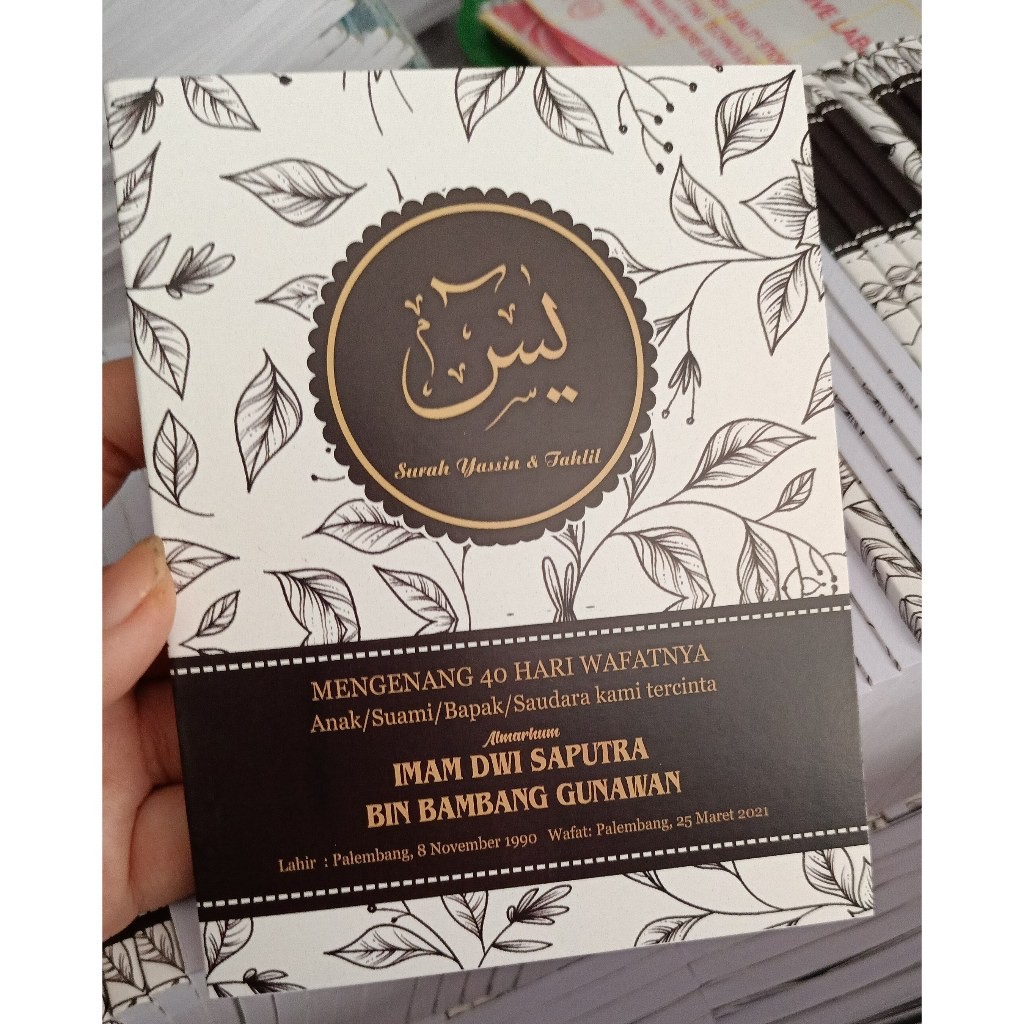 يس
Surah Yassin & Tahlil
MENGENANG 40 HARI WAFATNYA
Anak/Suami/Bapak/Saudara kami tercinta
Almarhum
IMAM DWI SAPUTRA
BIN BAMBANG GUNAWAN
Lahir : Palembang, 8 November 1990 Wafat: Palembang, 25 Maret 2021